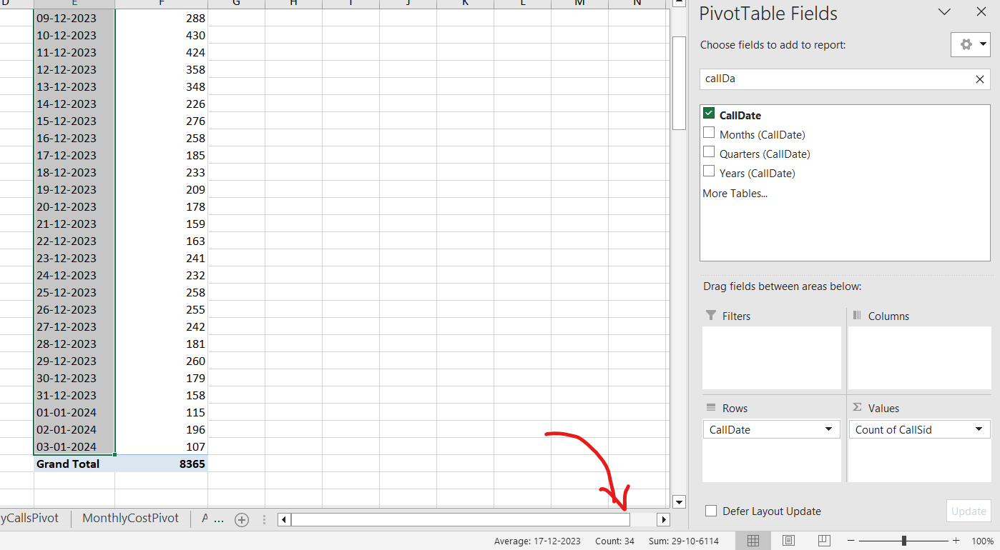 D E F G H I J K L M N
09-12-2023 288
10-12-2023 430
11-12-2023 424
12-12-2023 358
13-12-2023 348
14-12-2023 226
15-12-2023 276
16-12-2023 258
17-12-2023 185
18-12-2023 233
19-12-2023 209
20-12-2023 178
21-12-2023 159
22-12-2023 163
23-12-2023 241
24-12-2023 232
25-12-2023 258
26-12-2023 255
27-12-2023 242
28-12-2023 181
29-12-2023 260
30-12-2023 179
31-12-2023 158
01-01-2024 115
02-01-2024 196
03-01-2024 107
Grand Total 8365
yCallsPivot MonthlyCostPivot A ...
PivotTable Fields
Choose fields to add to report:
callDa
CallDate
Months (CallDate)
Quarters (CallDate)
Years (CallDate)
More Tables...
Drag fields between areas below:
Filters Columns
Rows Σ Values
CallDate Count of CallSid
Defer Layout Update Update
Average: 17-12-2023 Count: 34 Sum: 29-10-6114 100%